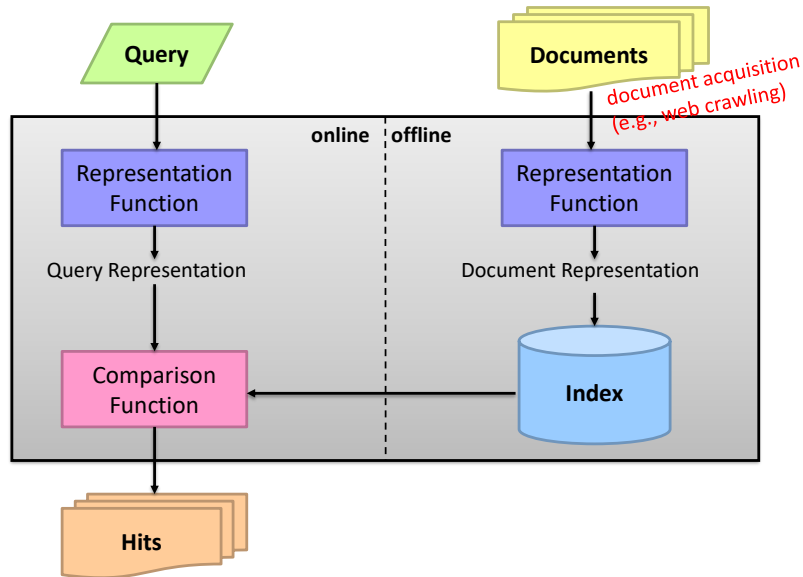 Query
Documents
document acquisition
(e.g., web crawling)
online
offline
Representation
Function
Representation
Function
Query Representation
Document Representation
Comparison
Function
Index
Hits